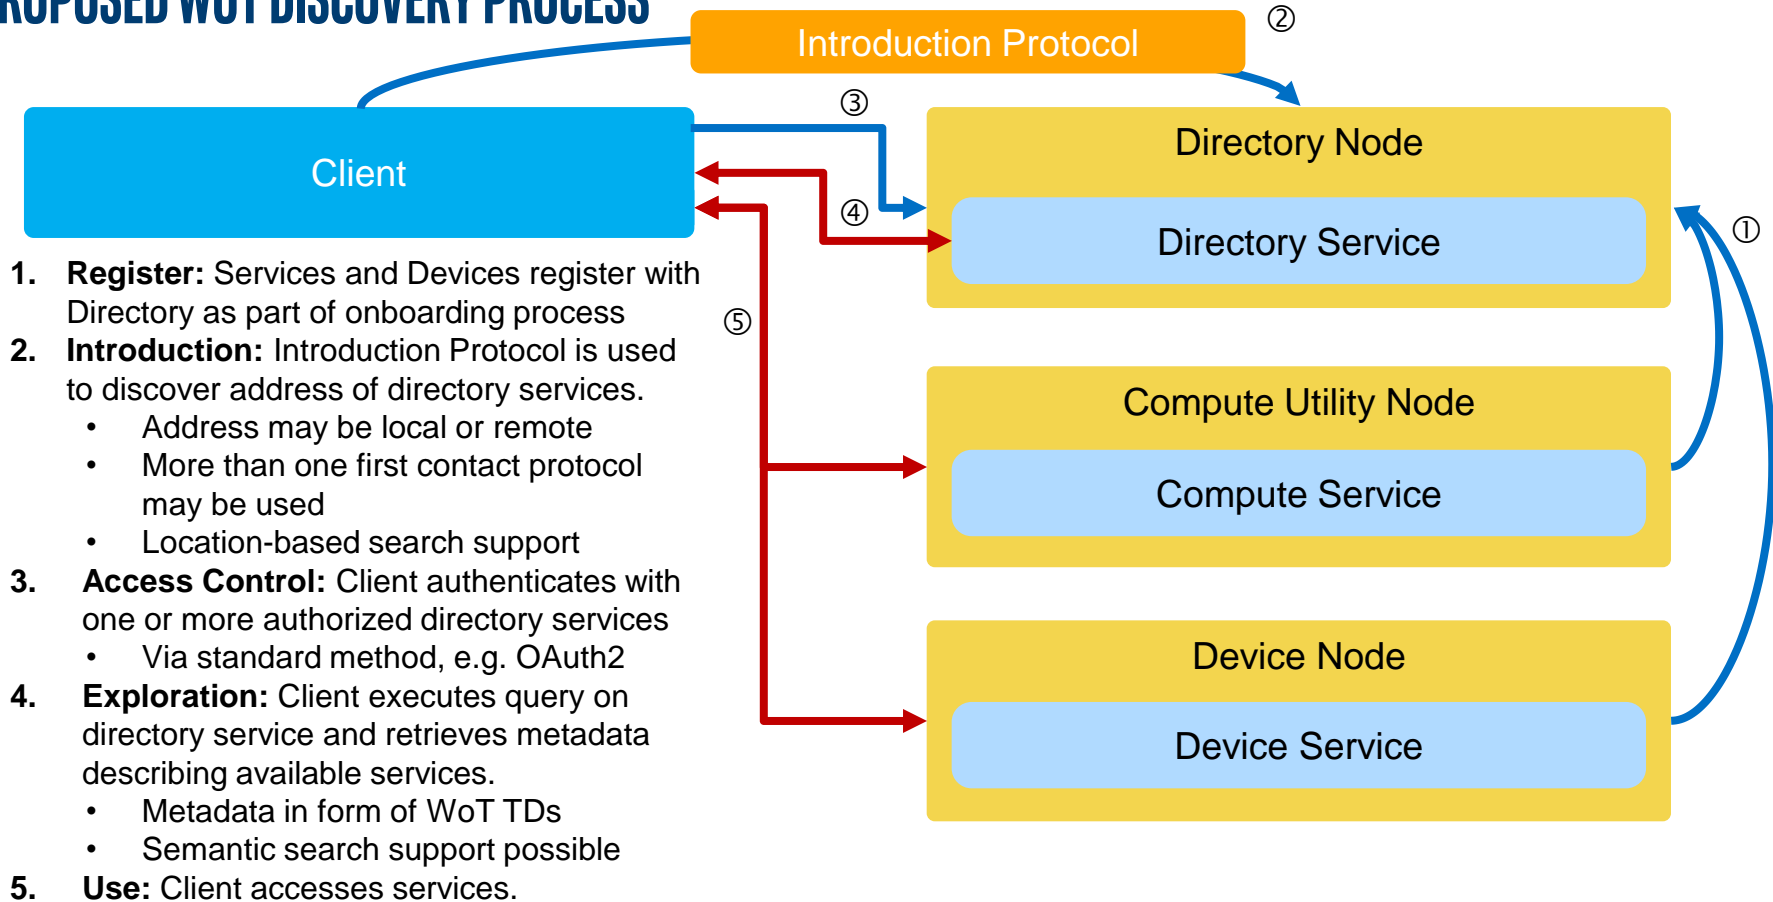 ROPOSED WOT DISCOVERY PROCESS
Introduction Protocol
②
③
Client
Directory Node
④
Directory Service
①
1. Register: Services and Devices register with
Directory as part of onboarding process
⑤
2. Introduction: Introduction Protocol is used
to discover address of directory services.
• Address may be local or remote
• More than one first contact protocol
may be used
• Location-based search support
3. Access Control: Client authenticates with
one or more authorized directory services
• Via standard method, e.g. OAuth2
4. Exploration: Client executes query on
directory service and retrieves metadata
describing available services.
• Metadata in form of WoT TDs
• Semantic search support possible
5. Use: Client accesses services.
Compute Utility Node
Compute Service
Device Node
Device Service